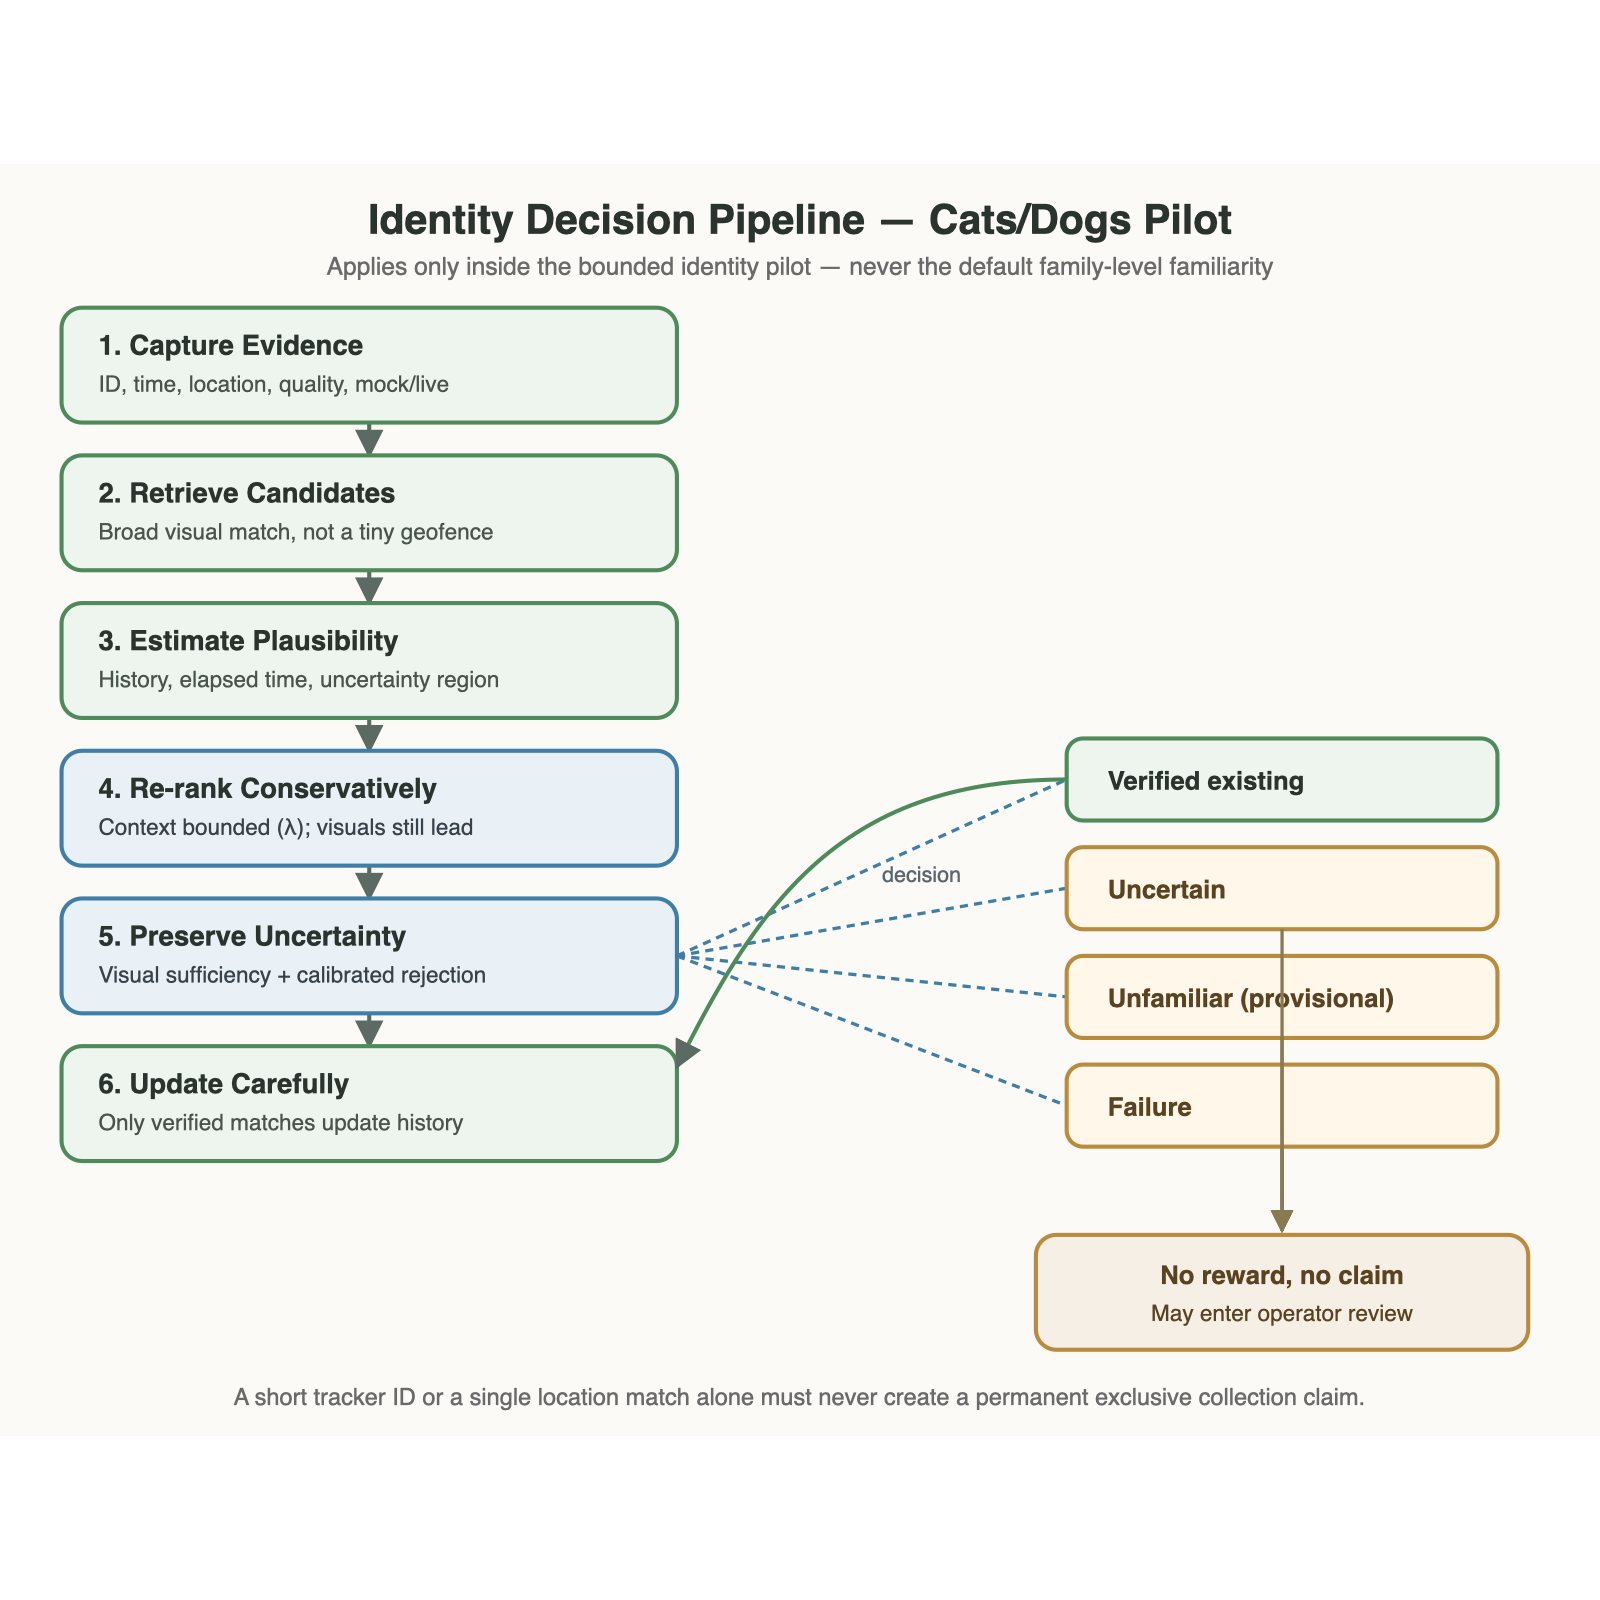 Identity Decision Pipeline — Cats/Dogs Pilot
Applies only inside the bounded identity pilot — never the default family-level familiarity
1. Capture Evidence
ID, time, location, quality, mock/live
2. Retrieve Candidates
Broad visual match, not a tiny geofence
3. Estimate Plausibility
History, elapsed time, uncertainty region
4. Re-rank Conservatively
Context bounded (λ); visuals still lead
5. Preserve Uncertainty
Visual sufficiency + calibrated rejection
6. Update Carefully
Only verified matches update history
decision
Verified existing
Uncertain
Unfamiliar (provisional)
Failure
No reward, no claim
May enter operator review
A short tracker ID or a single location match alone must never create a permanent exclusive collection claim.